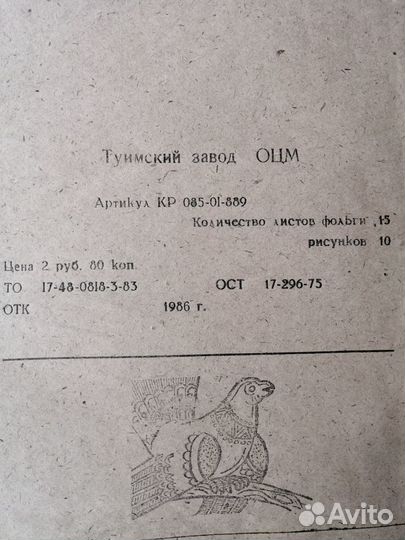 Туимский завод ОЦМ
Артикул КР 085-01-889
Количество листов фольги 15
рисунков 10
Цена 2 руб. 80 коп.
ТО 17-48-0818-3-83 ОСТ 17-296-75
ОТК 1986 г.
Avito